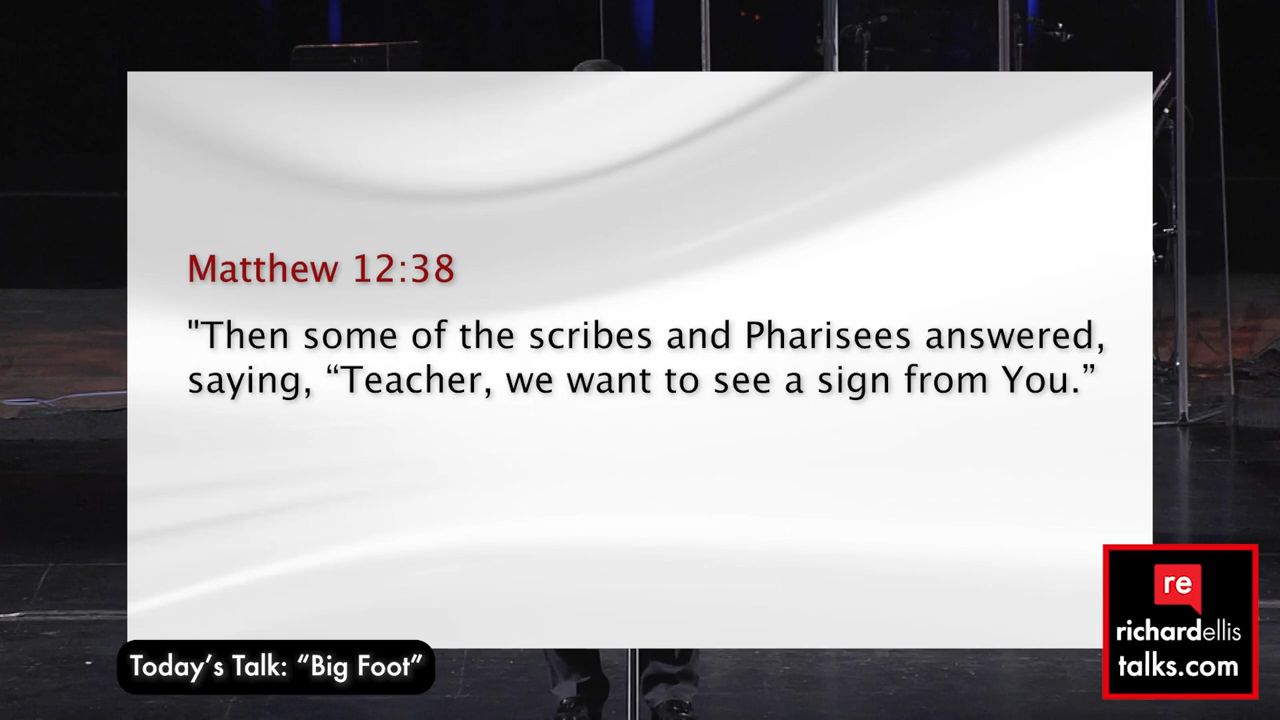 Matthew 12:38
"Then some of the scribes and Pharisees answered,
saying, “Teacher, we want to see a sign from You.”
Today’s Talk: “Big Foot”
re
richardellis
talks.com